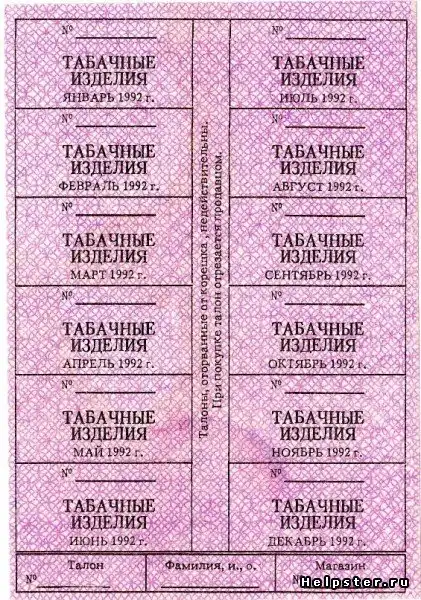 №
ТАБАЧНЫЕ
ИЗДЕЛИЯ
ЯНВАРЬ 1992 г.
№
ТАБАЧНЫЕ
ИЗДЕЛИЯ
ФЕВРАЛЬ 1992 г.
№
ТАБАЧНЫЕ
ИЗДЕЛИЯ
МАРТ 1992 г.
№
ТАБАЧНЫЕ
ИЗДЕЛИЯ
АПРЕЛЬ 1992 г.
№
ТАБАЧНЫЕ
ИЗДЕЛИЯ
МАЙ 1992 г.
№
ТАБАЧНЫЕ
ИЗДЕЛИЯ
ИЮНЬ 1992 г.
Талоны, оторванные от корешка, недействительны.
При покупке талон отрезается продавцом.
№
ТАБАЧНЫЕ
ИЗДЕЛИЯ
ИЮЛЬ 1992 г.
№
ТАБАЧНЫЕ
ИЗДЕЛИЯ
АВГУСТ 1992 г.
№
ТАБАЧНЫЕ
ИЗДЕЛИЯ
СЕНТЯБРЬ 1992 г.
№
ТАБАЧНЫЕ
ИЗДЕЛИЯ
ОКТЯБРЬ 1992 г.
№
ТАБАЧНЫЕ
ИЗДЕЛИЯ
НОЯБРЬ 1992 г.
№
ТАБАЧНЫЕ
ИЗДЕЛИЯ
ДЕКАБРЬ 1992 г.
Талон
№
Фамилия, и., о.
Магазин
№
Helpster.ru